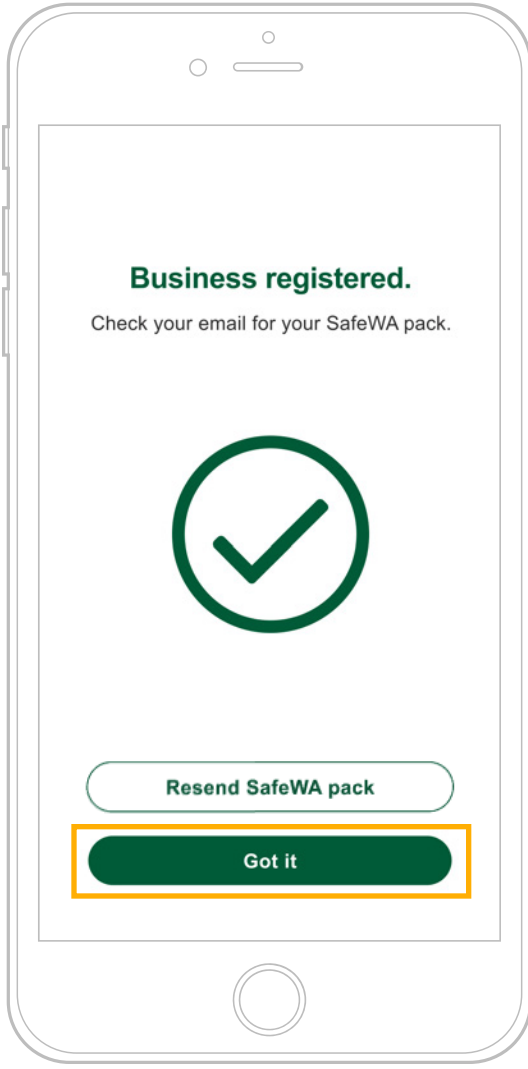 Business registered.
Check your email for your SafeWA pack.
Resend SafeWA pack
Got it